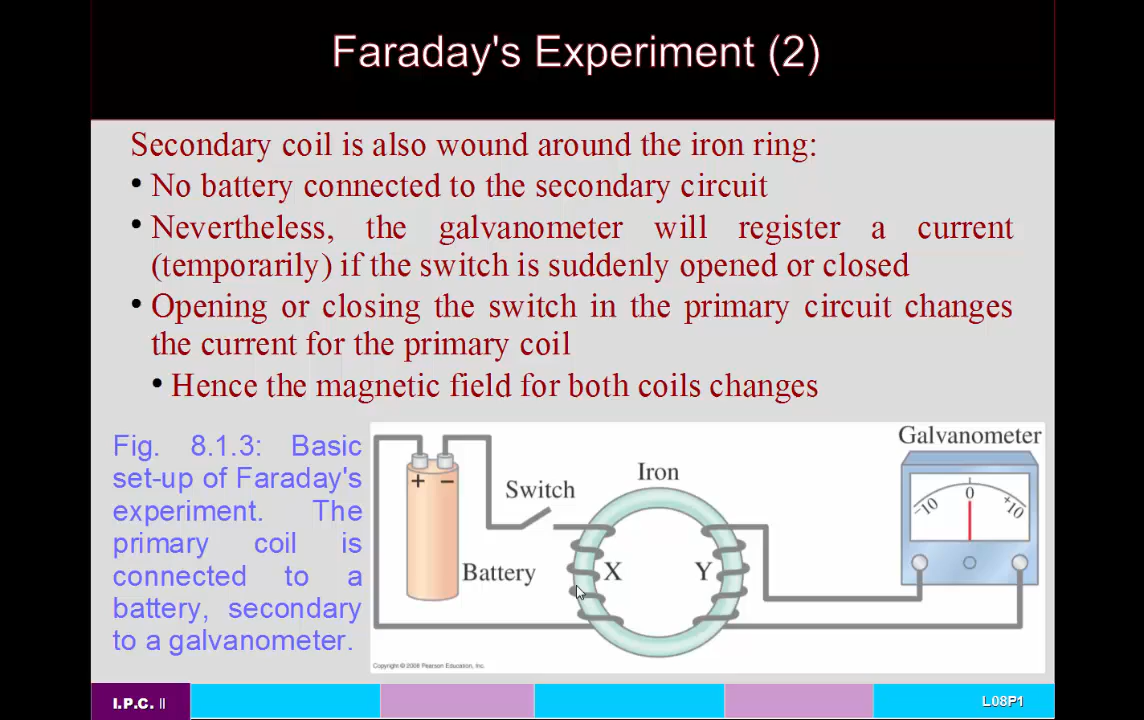 Faraday's Experiment (2)
Secondary coil is also wound around the iron ring:
• No battery connected to the secondary circuit
• Nevertheless, the galvanometer will register a current
(temporarily) if the switch is suddenly opened or closed
• Opening or closing the switch in the primary circuit changes
the current for the primary coil
• Hence the magnetic field for both coils changes
Fig. 8.1.3: Basic
set-up of Faraday's
experiment. The
primary coil is
connected to a
battery, secondary
to a galvanometer.
Galvanometer
Iron
Switch
+ −
-10 0 +10
Battery
X Y
Copyright © 2008 Pearson Education, Inc.
I.P.C. II
L08P1